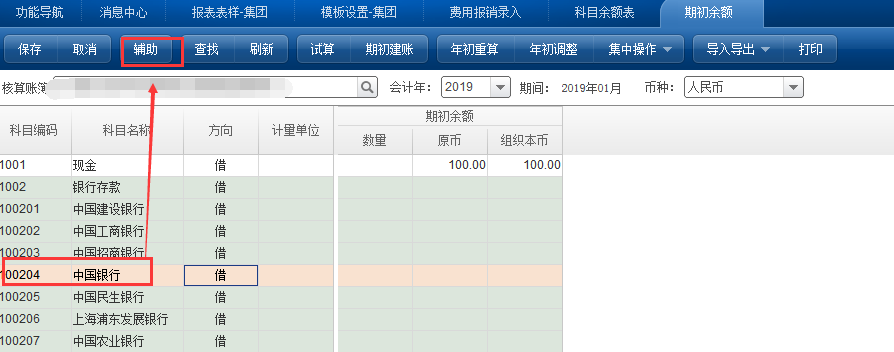 功能导航 消息中心 报表表样-集团 模板设置-集团 费用报销录入 科目余额表 期初余额
保存 取消 辅助 查找 刷新 试算 期初建账 年初重算 年初调整 集中操作 导入导出 打印
核算账簿 会计年: 2019 期间: 2019年01月 币种: 人民币
科目编码 科目名称 方向 计量单位 期初余额
数量 原币 组织本币
1001 现金 借 100.00 100.00
1002 银行存款 借
100201 中国建设银行 借
100202 中国工商银行 借
100203 中国招商银行 借
100204 中国银行 借
100205 中国民生银行 借
100206 上海浦东发展银行 借
100207 中国农业银行 借